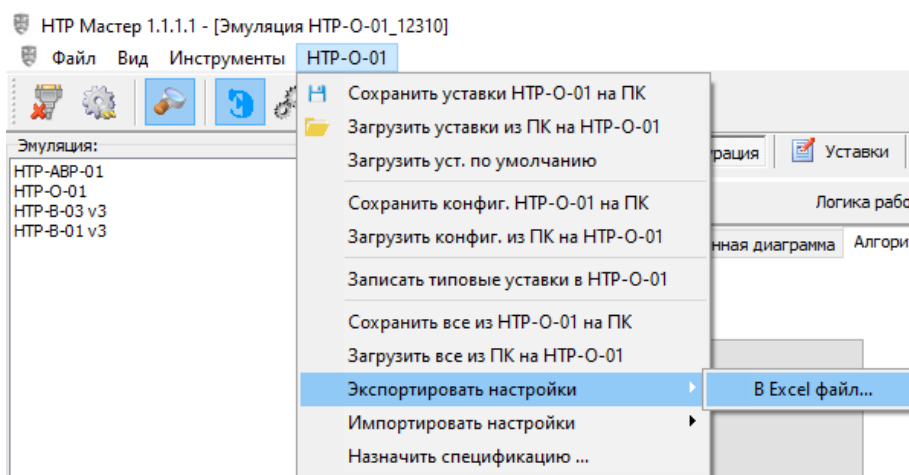 НТР Мастер 1.1.1.1 - [Эмуляция НТР-О-01_12310]
Файл Вид Инструменты НТР-О-01
Сохранить уставки НТР-О-01 на ПК
Загрузить уставки из ПК на НТР-О-01
Загрузить уст. по умолчанию
Сохранить конфиг. НТР-О-01 на ПК
Загрузить конфиг. из ПК на НТР-О-01
Записать типовые уставки в НТР-О-01
Сохранить все из НТР-О-01 на ПК
Загрузить все из ПК на НТР-О-01
Экспортировать настройки
В Excel файл...
Импортировать настройки
Назначить спецификацию ...
Эмуляция:
НТР-АВР-01
НТР-О-01
НТР-В-03 v3
НТР-В-01 v3
рация Уставки
Логика рабо
нная диаграмма Алгори